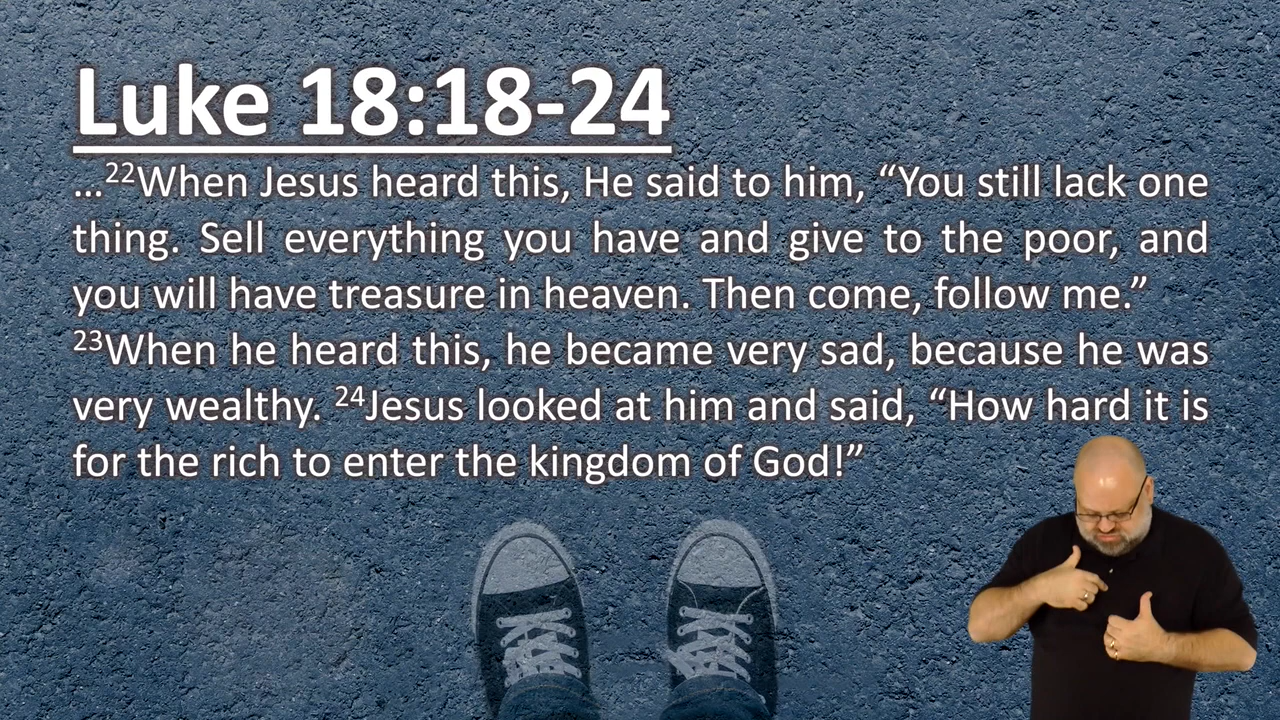 Luke 18:18-24
…²²When Jesus heard this, He said to him, “You still lack one
thing. Sell everything you have and give to the poor, and
you will have treasure in heaven. Then come, follow me.”
²³When he heard this, he became very sad, because he was
very wealthy. ²⁴Jesus looked at him and said, “How hard it is
for the rich to enter the kingdom of God!”